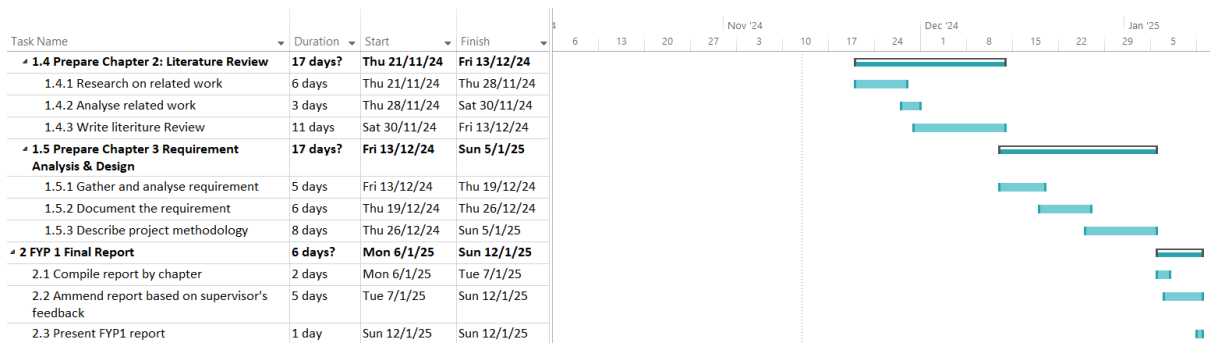 4 Nov '24 Dec '24 Jan '25
Task Name Duration Start Finish 6 13 20 27 3 10 17 24 1 8 15 22 29 5
1.4 Prepare Chapter 2: Literature Review 17 days? Thu 21/11/24 Fri 13/12/24
1.4.1 Research on related work 6 days Thu 21/11/24 Thu 28/11/24
1.4.2 Analyse related work 3 days Thu 28/11/24 Sat 30/11/24
1.4.3 Write literiture Review 11 days Sat 30/11/24 Fri 13/12/24
1.5 Prepare Chapter 3 Requirement 17 days? Fri 13/12/24 Sun 5/1/25
Analysis & Design
1.5.1 Gather and analyse requirement 5 days Fri 13/12/24 Thu 19/12/24
1.5.2 Document the requirement 6 days Thu 19/12/24 Thu 26/12/24
1.5.3 Describe project methodology 8 days Thu 26/12/24 Sun 5/1/25
2 FYP 1 Final Report 6 days? Mon 6/1/25 Sun 12/1/25
2.1 Compile report by chapter 2 days Mon 6/1/25 Tue 7/1/25
2.2 Ammend report based on supervisor's 5 days Tue 7/1/25 Sun 12/1/25
feedback
2.3 Present FYP1 report 1 day Sun 12/1/25 Sun 12/1/25